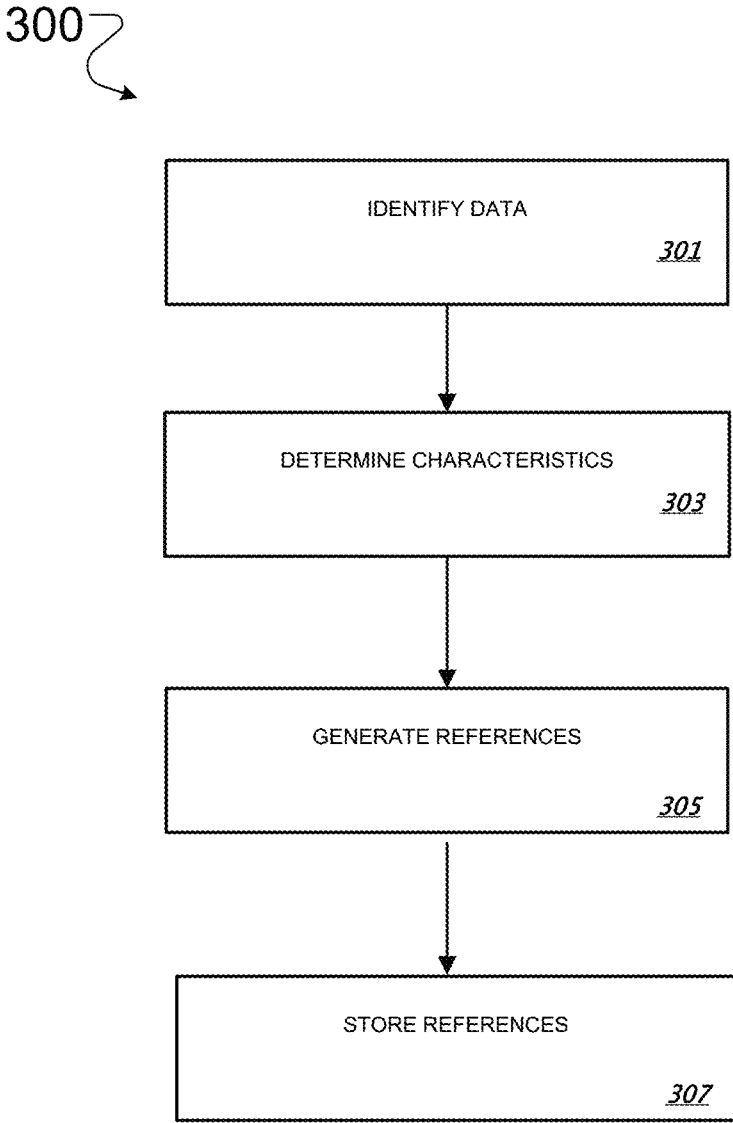 300
IDENTIFY DATA
301
DETERMINE CHARACTERISTICS
303
GENERATE REFERENCES
305
STORE REFERENCES
307